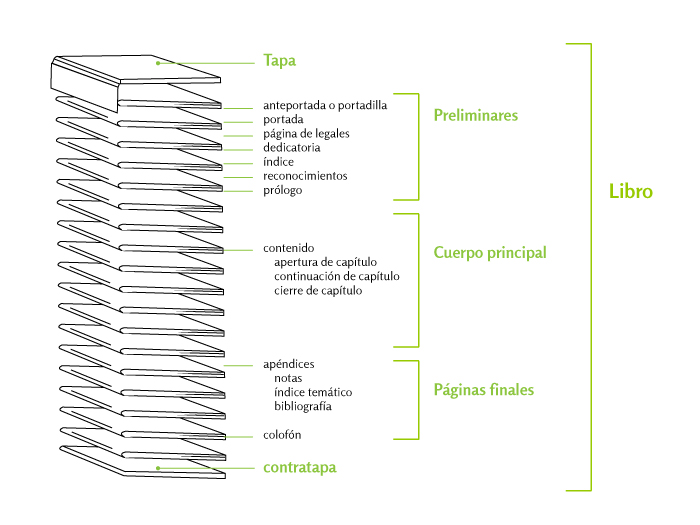 Tapa
anteportada o portadilla
portada
página de legales
dedicatoria
índice
reconocimientos
prólogo
Preliminares
Libro
contenido
apertura de capítulo
continuación de capítulo
cierre de capítulo
Cuerpo principal
apéndices
notas
índice temático
bibliografía
Páginas finales
colofón
contratapa